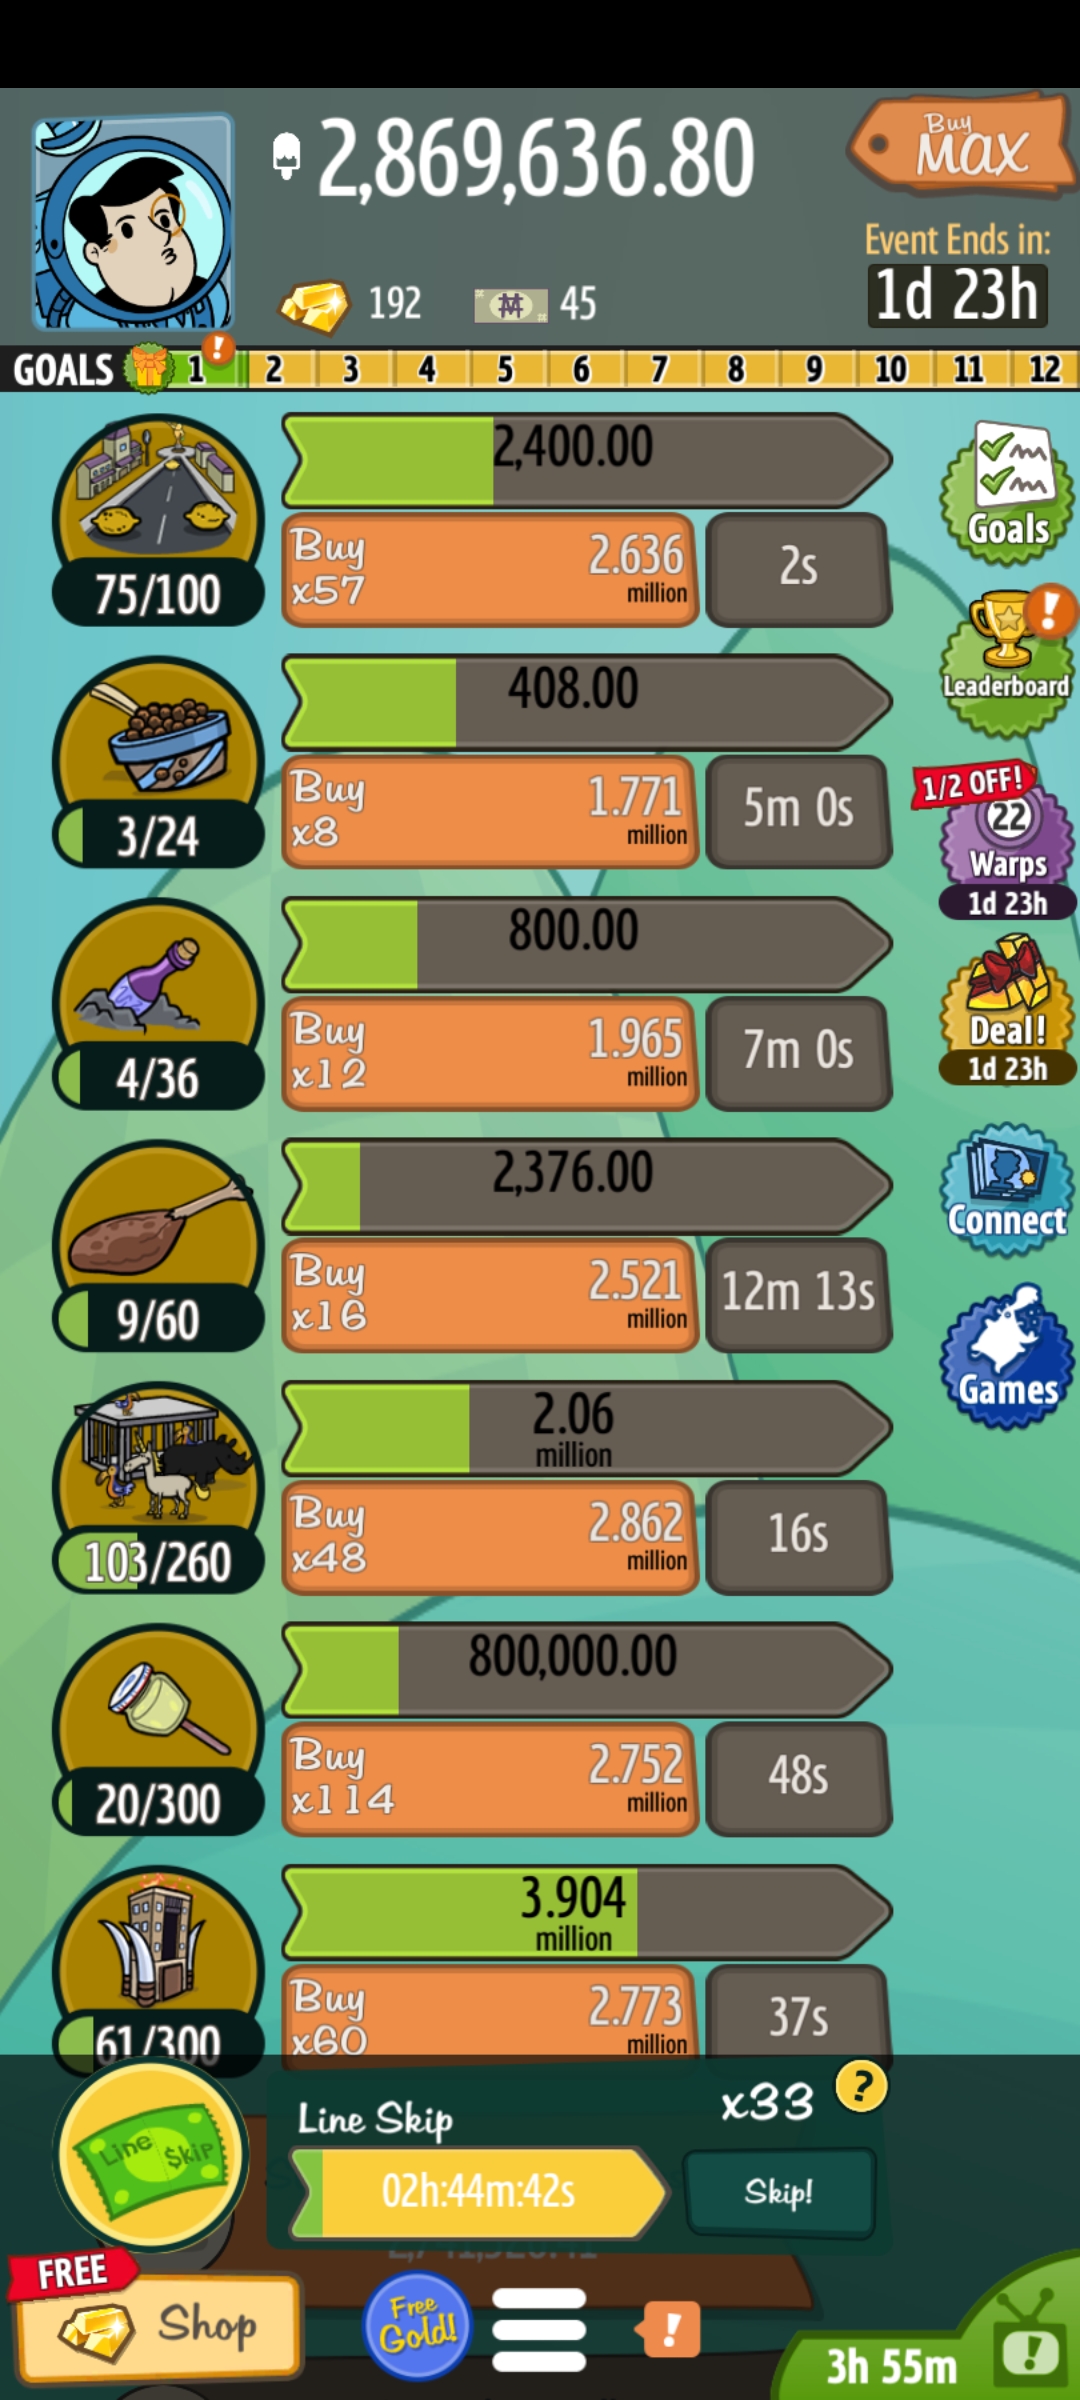 2,869,636.80
Buy
MAX
Event Ends in:
1d 23h
192
45
GOALS 1 ! 2 3 4 5 6 7 8 9 10 11 12
2,400.00
Buy
x57
2.636
million
2s
75/100
Goals
408.00
Buy
x8
1.771
million
5m 0s
3/24
!
Leaderboard
800.00
Buy
x12
1.965
million
7m 0s
4/36
1/2 OFF!
22
Warps
1d 23h
Deal!
1d 23h
2,376.00
Buy
x16
2.521
million
12m 13s
9/60
Connect
Games
2.06
million
Buy
x48
2.862
million
16s
103/260
800,000.00
Buy
x114
2.752
million
48s
20/300
3.904
million
Buy
x60
2.773
million
37s
61/300
Line Skip
Line $kip
x33
?
02h:44m:42s
Skip!
FREE
Shop
Free
Gold!
!
3h 55m
!